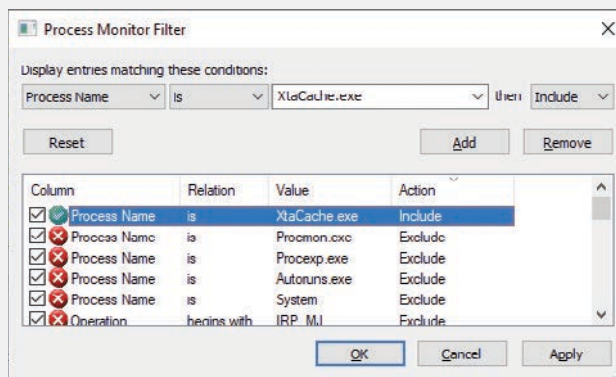 Process Monitor Filter
Display entries matching these conditions:
Process Name is XtaCache.exe then Include
Reset Add Remove
Column Relation Value Action
Process Name is XtaCache.exe Include
Process Name is Procmon.exe Exclude
Process Name is Procexp.exe Exclude
Process Name is Autoruns.exe Exclude
Process Name is System Exclude
Operation begins with IRP_MJ Exclude
OK Cancel Apply